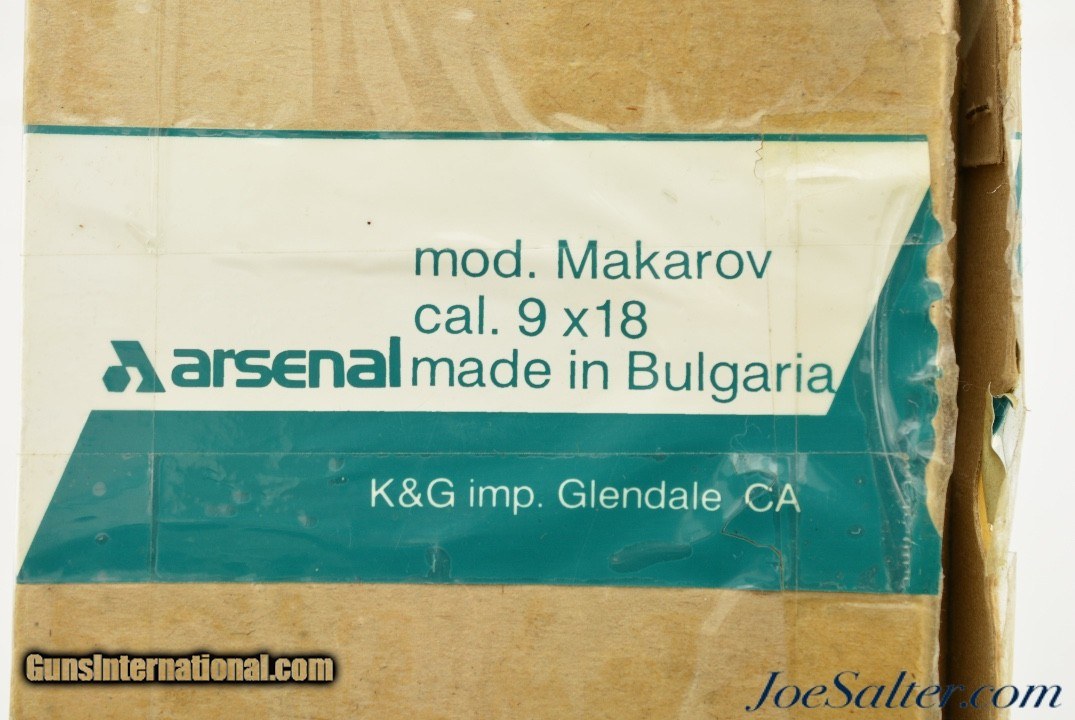 mod. Makarov
cal. 9 x18
arsenal made in Bulgaria
K&G imp. Glendale CA
GunsInternational.com
JoeSalter.com